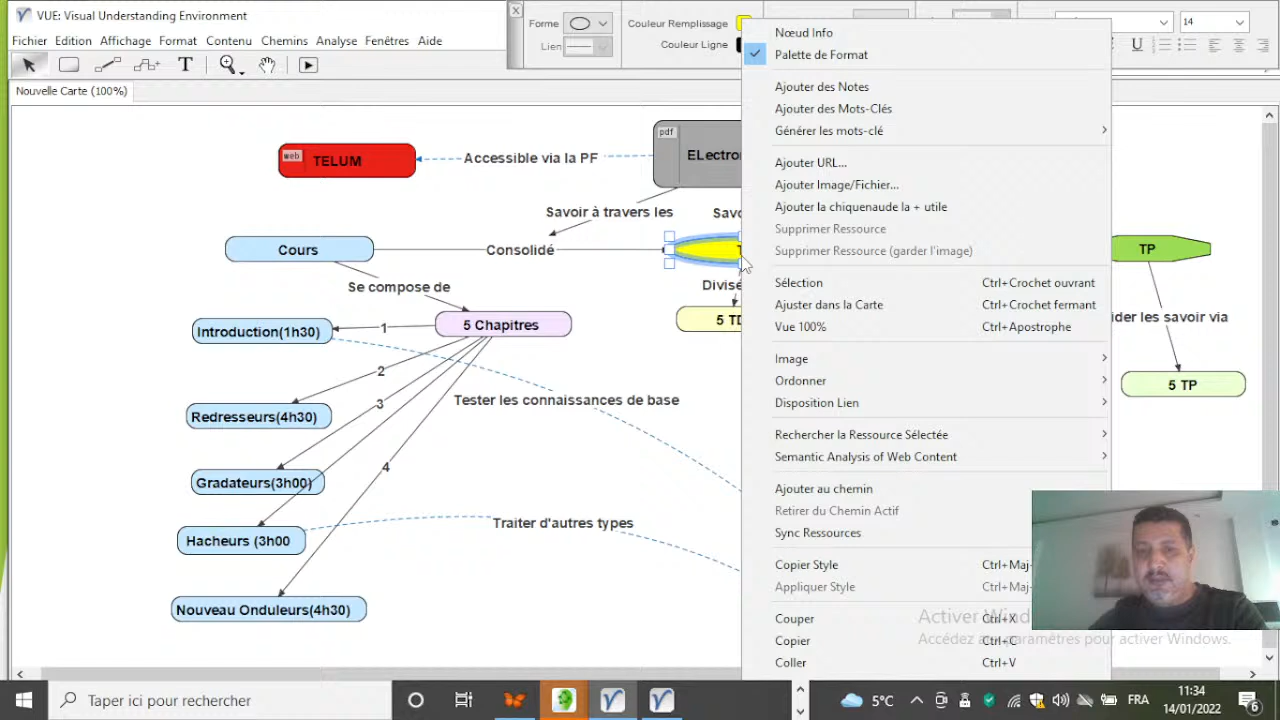 VUE: Visual Understanding Environment
Fichier Edition Affichage Format Contenu Chemins Analyse Fenêtres Aide
Forme
Lien
Couleur Remplissage
Couleur Ligne
14
Nouvelle Carte (100%)
web TELUM
Accessible via la PF
pdf
Savoir à travers les
Cours
Consolidé
Se compose de
Divisé
5 Chapitres
Introduction(1h30)
1
2
3
4
Redresseurs(4h30)
Tester les connaissances de base
Gradateurs(3h00)
Traiter d'autres types
Hacheurs (3h00
Nouveau Onduleurs(4h30)
Nœud Info
Palette de Format
Ajouter des Notes
Ajouter des Mots-Clés
Générer les mots-clé
Ajouter URL...
Ajouter Image/Fichier...
Ajouter la chiquenaude la + utile
Supprimer Ressource
Supprimer Ressource (garder l'image)
Sélection Ctrl+Crochet ouvrant
Ajuster dans la Carte Ctrl+Crochet fermant
Vue 100% Ctrl+Apostrophe
Image
Ordonner
Disposition Lien
Rechercher la Ressource Sélectée
Semantic Analysis of Web Content
Ajouter au chemin
Retirer du Chemin Actif
Sync Ressources
Copier Style Ctrl+Maj-
Appliquer Style Ctrl+Maj-
Couper Ctrl+X
Copier Ctrl+C
Coller Ctrl+V
TP
ider les savoir via
5 TP
Activer Wind
Accédez aux paramètres pour activer Windows.
Taper ici pour rechercher
5°C
FRA
11:34
14/01/2022
6